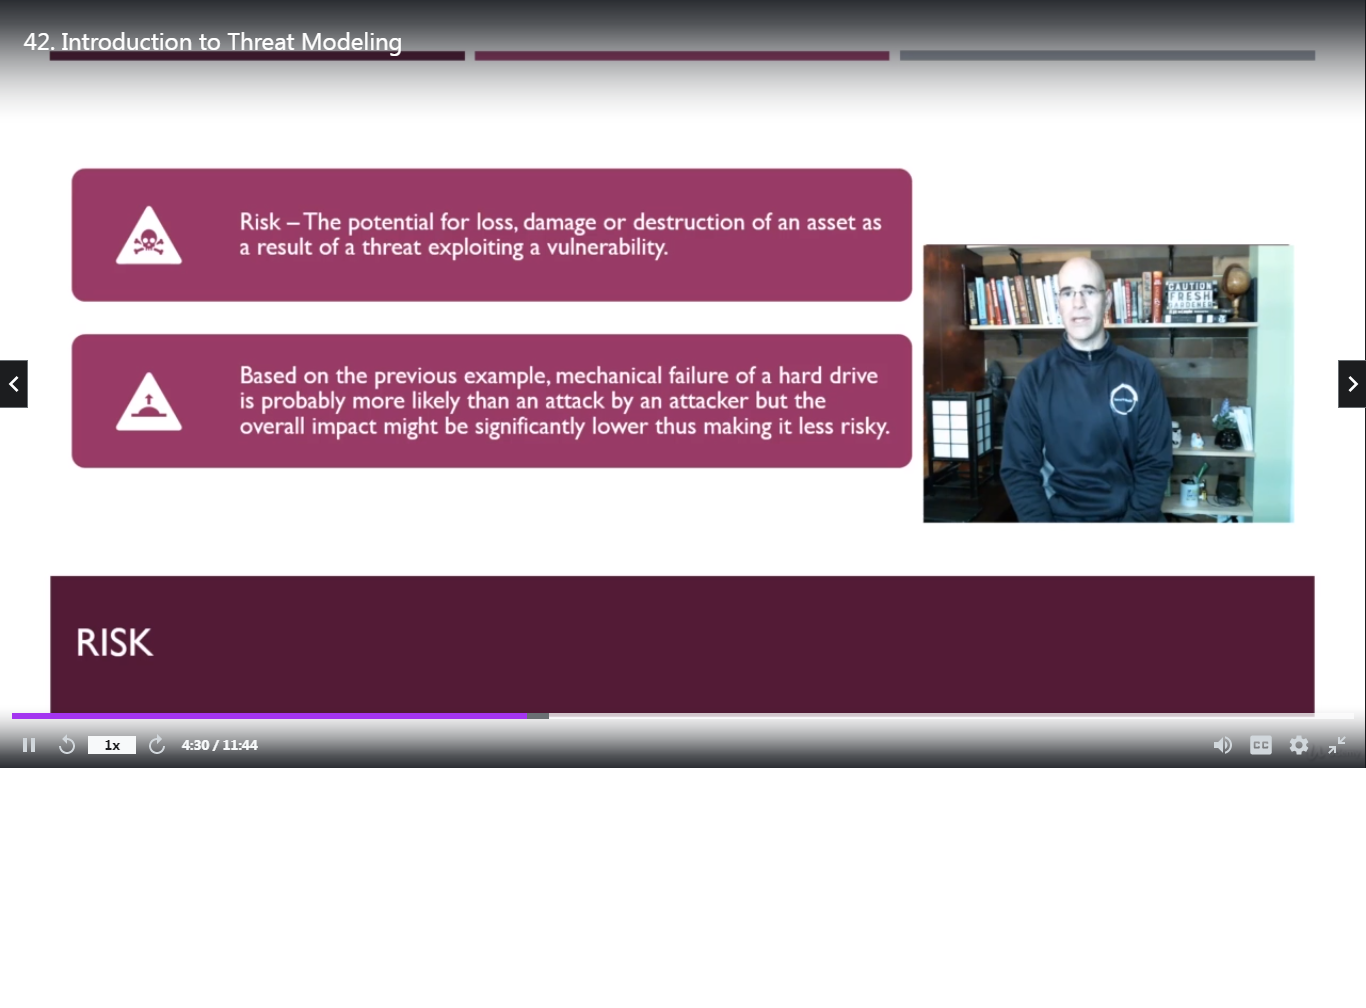 42. Introduction to Threat Modeling
Risk – The potential for loss, damage or destruction of an asset as
a result of a threat exploiting a vulnerability.
Based on the previous example, mechanical failure of a hard drive
is probably more likely than an attack by an attacker but the
overall impact might be significantly lower thus making it less risky.
CAUTION
FRESH
RISK
1x
4:30 / 11:44
CC